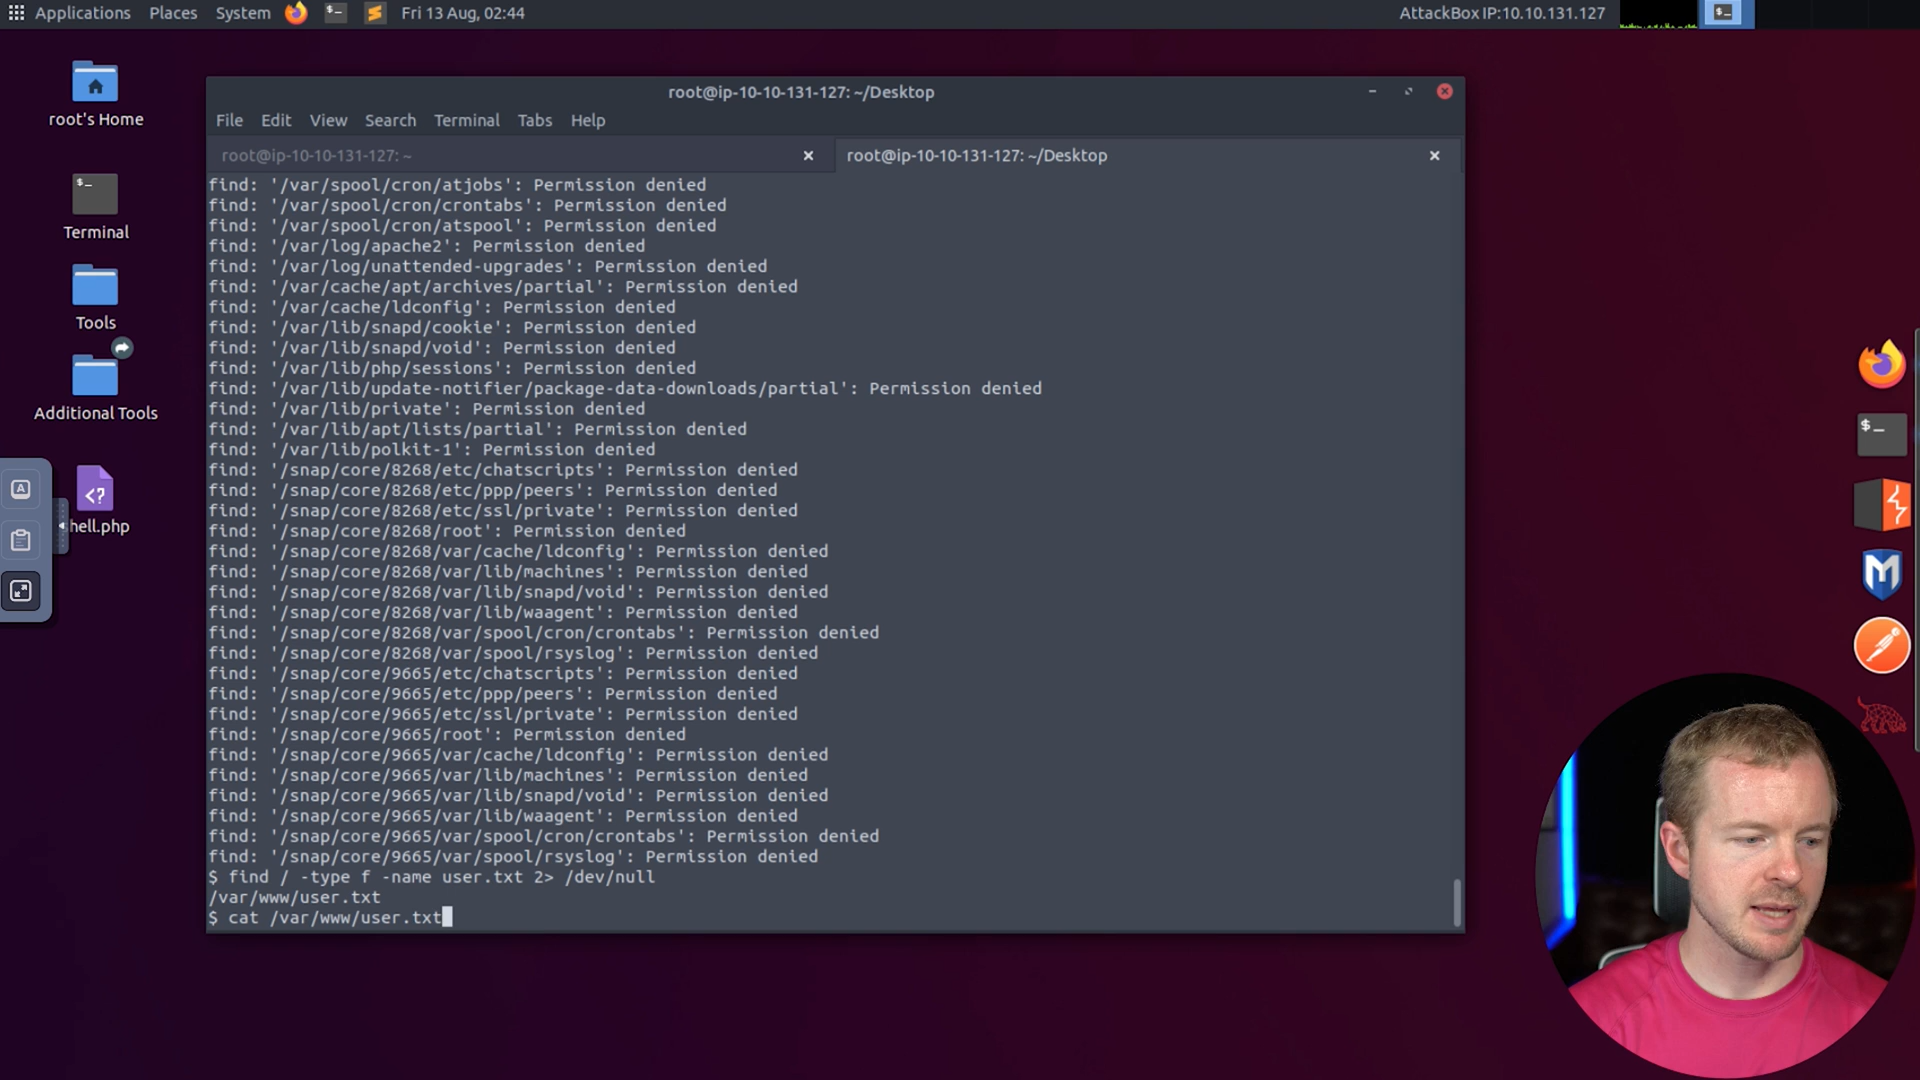 Applications Places System Fri 13 Aug, 02:44 AttackBox IP:10.10.131.127
root's Home
Terminal
Tools
Additional Tools
hell.php
root@ip-10-10-131-127: ~/Desktop
File Edit View Search Terminal Tabs Help
root@ip-10-10-131-127: ~
root@ip-10-10-131-127: ~/Desktop
find: '/var/spool/cron/atjobs': Permission denied
find: '/var/spool/cron/crontabs': Permission denied
find: '/var/spool/cron/atspool': Permission denied
find: '/var/log/apache2': Permission denied
find: '/var/log/unattended-upgrades': Permission denied
find: '/var/cache/apt/archives/partial': Permission denied
find: '/var/cache/ldconfig': Permission denied
find: '/var/lib/snapd/cookie': Permission denied
find: '/var/lib/snapd/void': Permission denied
find: '/var/lib/php/sessions': Permission denied
find: '/var/lib/update-notifier/package-data-downloads/partial': Permission denied
find: '/var/lib/private': Permission denied
find: '/var/lib/apt/lists/partial': Permission denied
find: '/var/lib/polkit-1': Permission denied
find: '/snap/core/8268/etc/chatscripts': Permission denied
find: '/snap/core/8268/etc/ppp/peers': Permission denied
find: '/snap/core/8268/etc/ssl/private': Permission denied
find: '/snap/core/8268/root': Permission denied
find: '/snap/core/8268/var/cache/ldconfig': Permission denied
find: '/snap/core/8268/var/lib/machines': Permission denied
find: '/snap/core/8268/var/lib/snapd/void': Permission denied
find: '/snap/core/8268/var/lib/waagent': Permission denied
find: '/snap/core/8268/var/spool/cron/crontabs': Permission denied
find: '/snap/core/8268/var/spool/rsyslog': Permission denied
find: '/snap/core/9665/etc/chatscripts': Permission denied
find: '/snap/core/9665/etc/ppp/peers': Permission denied
find: '/snap/core/9665/etc/ssl/private': Permission denied
find: '/snap/core/9665/root': Permission denied
find: '/snap/core/9665/var/cache/ldconfig': Permission denied
find: '/snap/core/9665/var/lib/machines': Permission denied
find: '/snap/core/9665/var/lib/snapd/void': Permission denied
find: '/snap/core/9665/var/lib/waagent': Permission denied
find: '/snap/core/9665/var/spool/cron/crontabs': Permission denied
find: '/snap/core/9665/var/spool/rsyslog': Permission denied
$ find / -type f -name user.txt 2> /dev/null
/var/www/user.txt
$ cat /var/www/user.txt